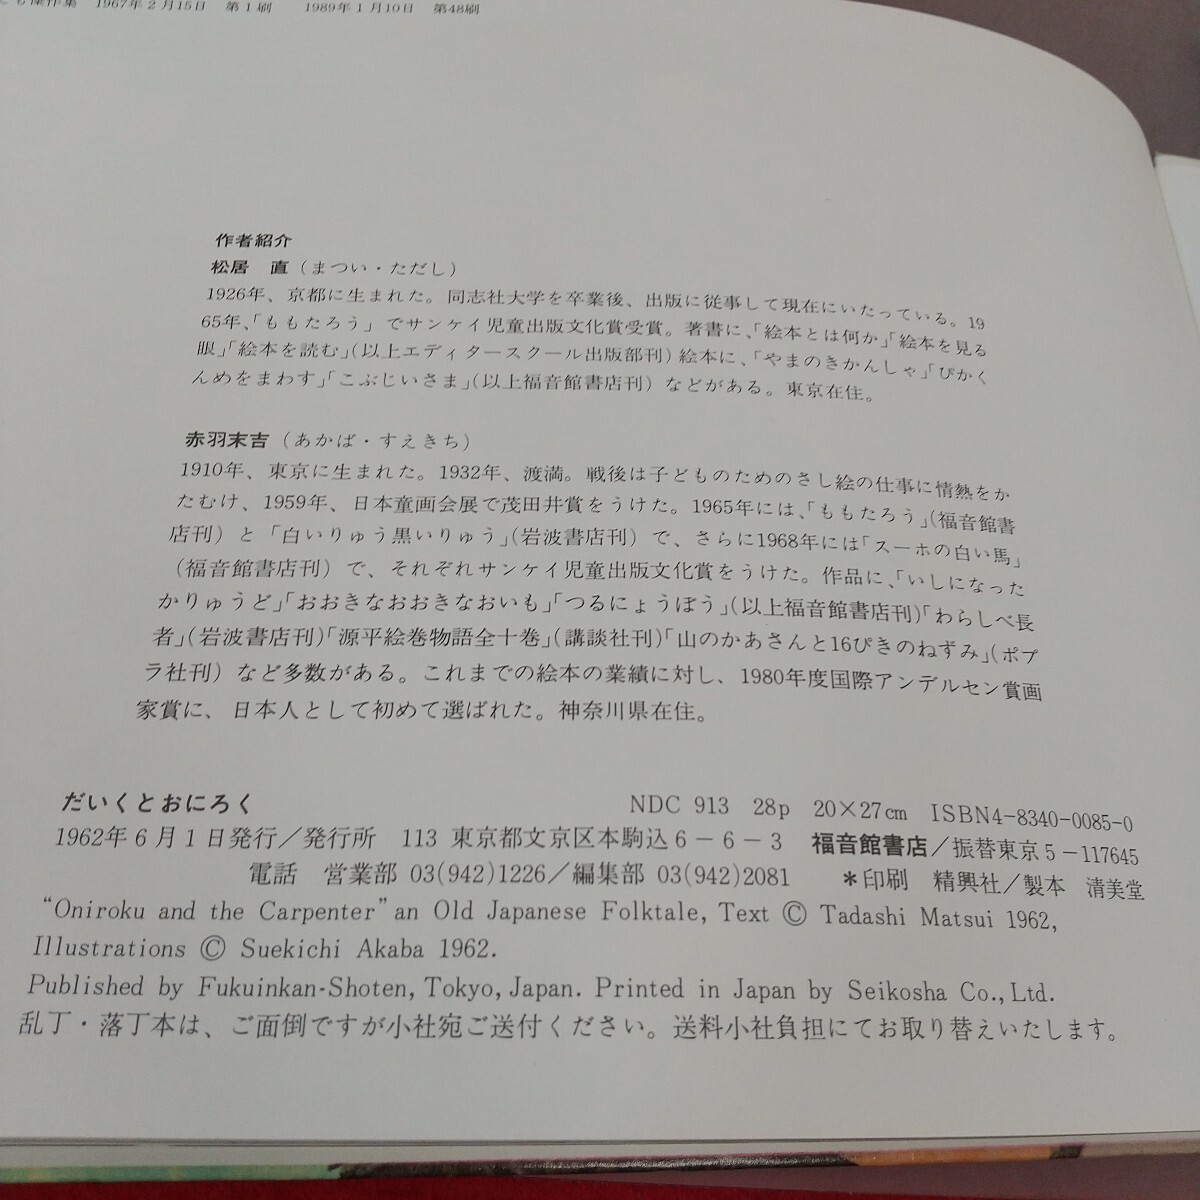 も傑作集　1967年2月15日　第1刷　1989年1月10日　第48刷
作者紹介
松居　直（まつい・ただし）
1926年、京都に生まれた。同志社大学を卒業後、出版に従事して現在にいたっている。19
65年、「ももたろう」でサンケイ児童出版文化賞受賞。著書に、「絵本とは何か」「絵本を見る
眼」「絵本を読む」（以上エディタースクール出版部刊）絵本に、「やまのきかんしゃ」「ぴかく
んめをまわす」「こぶじいさま」（以上福音館書店刊）などがある。東京在住。
赤羽末吉（あかば・すえきち）
1910年、東京に生まれた。1932年、渡満。戦後は子どものためのさし絵の仕事に情熱をか
たむけ、1959年、日本童画会展で茂田井賞をうけた。1965年には、「ももたろう」（福音館書
店刊）と「白いりゅう黒いりゅう」（岩波書店刊）で、さらに1968年には「スーホの白い馬」
（福音館書店刊）で、それぞれサンケイ児童出版文化賞をうけた。作品に、「いしになった
かりゅうど」「おおきなおおきなおいも」「つるにょうぼう」（以上福音館書店刊）「わらしべ長
者」（岩波書店刊）「源平絵巻物語全十巻」（講談社刊）「山のかあさんと16ぴきのねずみ」（ポプ
ラ社刊）など多数がある。これまでの絵本の業績に対し、1980年度国際アンデルセン賞画
家賞に、日本人として初めて選ばれた。神奈川県在住。
だいくとおにろく　NDC 913　28p　20×27cm　ISBN4-8340-0085-0
1962年6月1日発行／発行所　113 東京都文京区本駒込6－6－3　福音館書店／振替東京5－117645
電話　営業部 03(942)1226／編集部 03(942)2081　＊印刷　精興社／製本　清美堂
“Oniroku and the Carpenter” an Old Japanese Folktale, Text © Tadashi Matsui 1962,
Illustrations © Suekichi Akaba 1962.
Published by Fukuinkan-Shoten, Tokyo, Japan. Printed in Japan by Seikosha Co., Ltd.
乱丁・落丁本は、ご面倒ですが小社宛ご送付ください。送料小社負担にてお取り替えいたします。